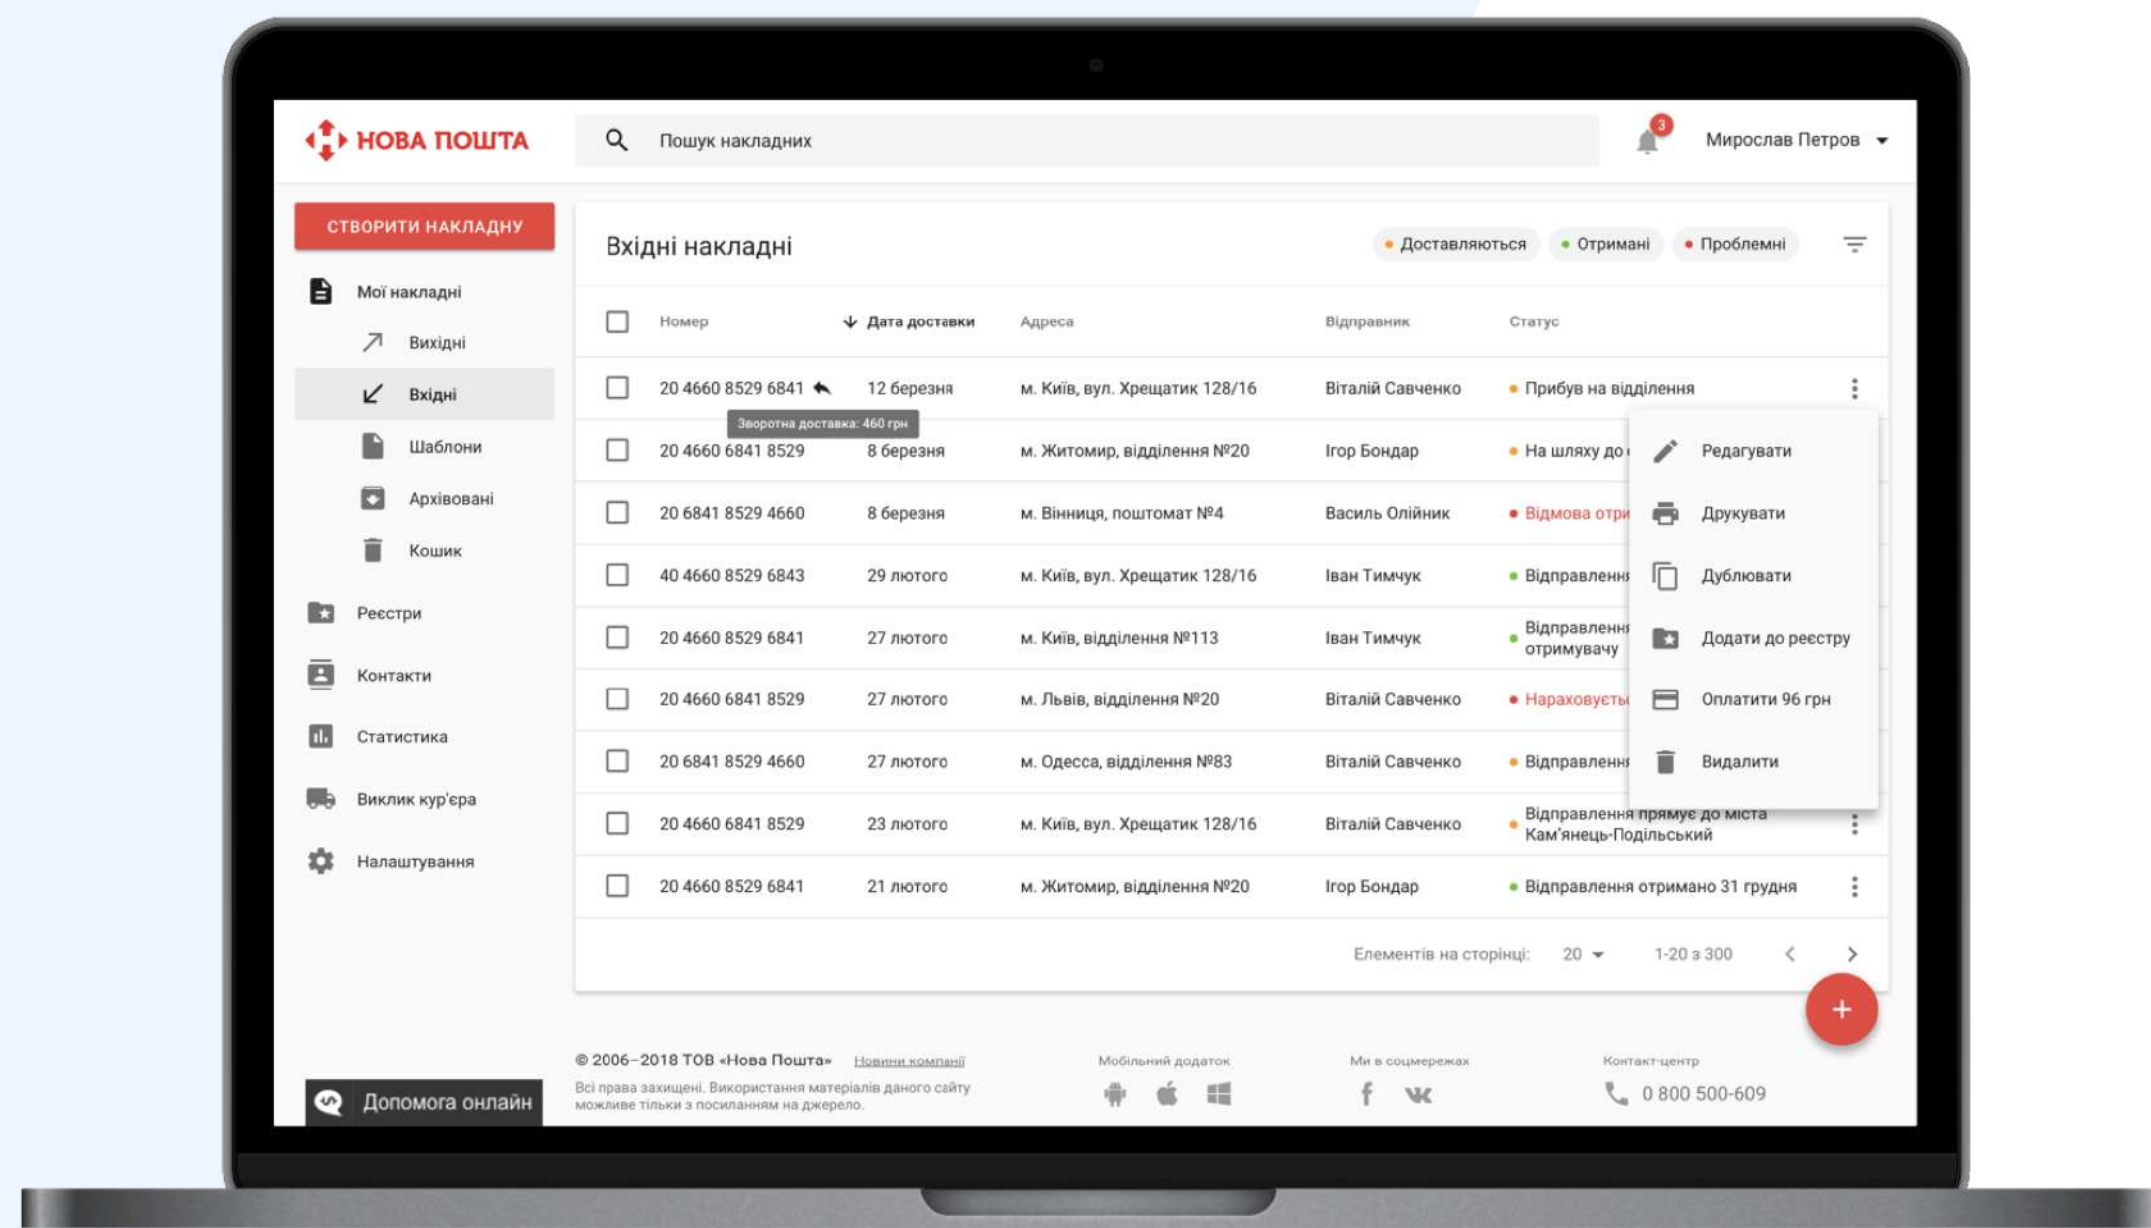 НОВА ПОШТА
Пошук накладних
3
Мирослав Петров
СТВОРИТИ НАКЛАДНУ
Мої накладні
Вихідні
Вхідні
Шаблони
Архівовані
Кошик
Реєстри
Контакти
Статистика
Виклик кур'єра
Налаштування
Допомога онлайн
Вхідні накладні
Доставляються
Отримані
Проблемні
Номер Дата доставки Адреса Відправник Статус
20 4660 8529 6841 12 березня м. Київ, вул. Хрещатик 128/16 Віталій Савченко Прибув на відділення
Зворотна доставка: 460 грн
20 4660 6841 8529 8 березня м. Житомир, відділення №20 Ігор Бондар На шляху до
20 6841 8529 4660 8 березня м. Вінниця, поштомат №4 Василь Олійник Відмова отри
40 4660 8529 6843 29 лютого м. Київ, вул. Хрещатик 128/16 Іван Тимчук Відправленн
20 4660 8529 6841 27 лютого м. Київ, відділення №113 Іван Тимчук Відправленн
отримувачу
20 4660 6841 8529 27 лютого м. Львів, відділення №20 Віталій Савченко Нараховуєть
20 6841 8529 4660 27 лютого м. Одесса, відділення №83 Віталій Савченко Відправленн
20 4660 6841 8529 23 лютого м. Київ, вул. Хрещатик 128/16 Віталій Савченко Відправлення прямує до міста
Кам'янець-Подільський
20 4660 8529 6841 21 лютого м. Житомир, відділення №20 Ігор Бондар Відправлення отримано 31 грудня
Редагувати
Друкувати
Дублювати
Додати до реєстру
Оплатити 96 грн
Видалити
Елементів на сторінці: 20 1-20 з 300
+
© 2006–2018 ТОВ «Нова Пошта» Новини компанії
Всі права захищені. Використання матеріалів даного сайту
можливе тільки з посиланням на джерело.
Мобільний додаток
Ми в соцмережах
Контакт-центр
0 800 500-609